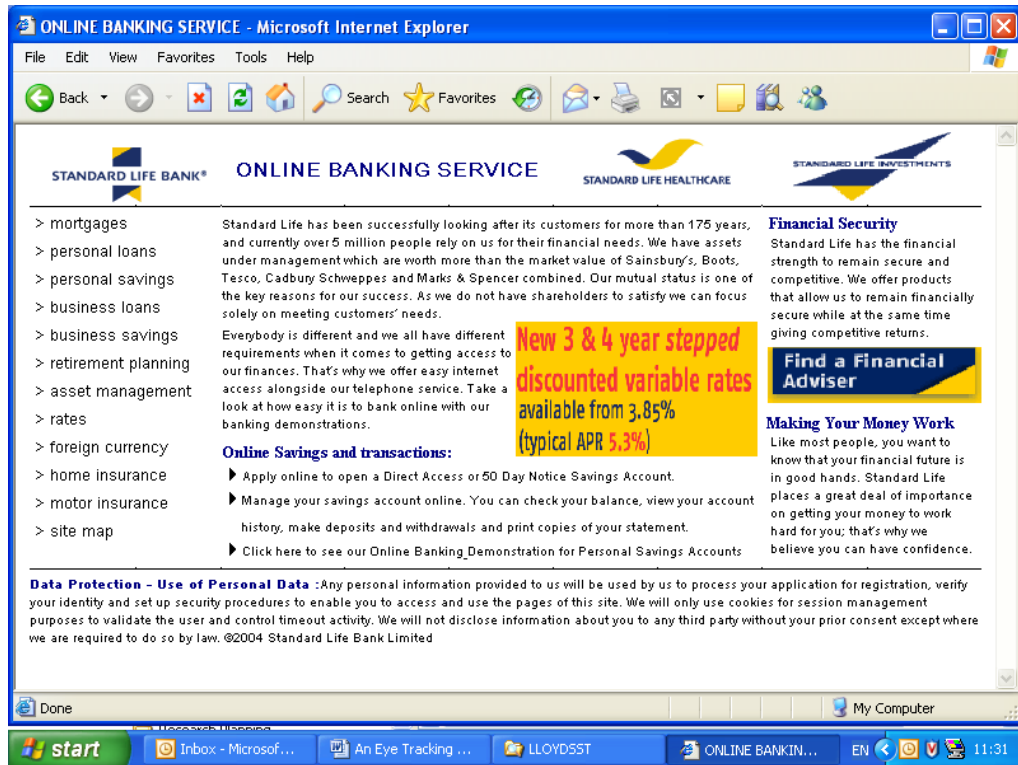 ONLINE BANKING SERVICE - Microsoft Internet Explorer
File Edit View Favorites Tools Help
Back Search Favorites
STANDARD LIFE BANK®
ONLINE BANKING SERVICE
STANDARD LIFE HEALTHCARE
STANDARD LIFE INVESTMENTS
> mortgages
> personal loans
> personal savings
> business loans
> business savings
> retirement planning
> asset management
> rates
> foreign currency
> home insurance
> motor insurance
> site map
Standard Life has been successfully looking after its customers for more than 175 years,
and currently over 5 million people rely on us for their financial needs. We have assets
under management which are worth more than the market value of Sainsbury's, Boots,
Tesco, Cadbury Schweppes and Marks & Spencer combined. Our mutual status is one of
the key reasons for our success. As we do not have shareholders to satisfy we can focus
solely on meeting customers' needs.
Everybody is different and we all have different
requirements when it comes to getting access to
our finances. That's why we offer easy internet
access alongside our telephone service. Take a
look at how easy it is to bank online with our
banking demonstrations.
New 3 & 4 year stepped
discounted variable rates
available from 3.85%
(typical APR 5.3%)
Online Savings and transactions:
Apply online to open a Direct Access or 50 Day Notice Savings Account.
Manage your savings account online. You can check your balance, view your account
history, make deposits and withdrawals and print copies of your statement.
Click here to see our Online Banking Demonstration for Personal Savings Accounts
Financial Security
Standard Life has the financial
strength to remain secure and
competitive. We offer products
that allow us to remain financially
secure while at the same time
giving competitive returns.
Find a Financial
Adviser
Making Your Money Work
Like most people, you want to
know that your financial future is
in good hands. Standard Life
places a great deal of importance
on getting your money to work
hard for you; that's why we
believe you can have confidence.
Data Protection - Use of Personal Data :Any personal information provided to us will be used by us to process your application for registration, verify
your identity and set up security procedures to enable you to access and use the pages of this site. We will only use cookies for session management
purposes to validate the user and control timeout activity. We will not disclose information about you to any third party without your prior consent except where
we are required to do so by law. ©2004 Standard Life Bank Limited
Done
My Computer
Research Planning
start
Inbox - Microsof...
An Eye Tracking ...
LLOYDSST
ONLINE BANKIN...
EN
11:31